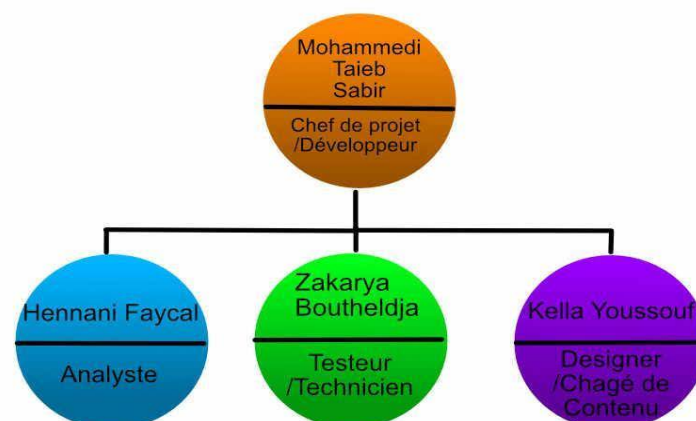 Mohammedi
Taieb
Sabir
Chef de projet
/Développeur
Hennani Faycal
Analyste
Zakarya
Boutheldja
Testeur
/Technicien
Kella Youssouf
Designer
/Chagé de
Contenu